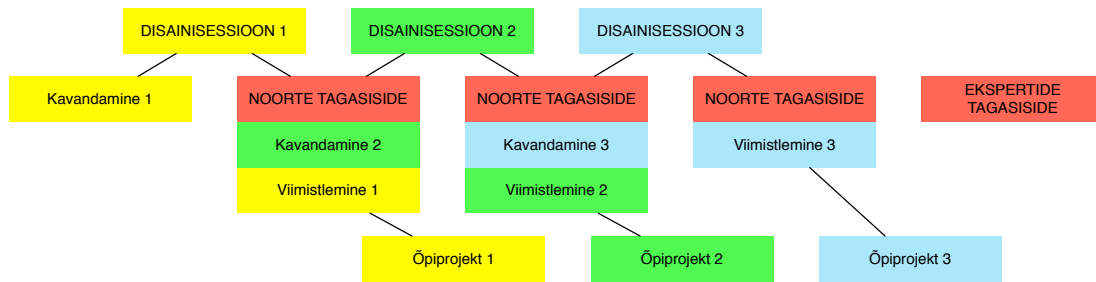 DISAINISESSIOON 1
DISAINISESSIOON 2
DISAINISESSIOON 3
Kavandamine 1
NOORTE TAGASISIDE
NOORTE TAGASISIDE
NOORTE TAGASISIDE
EKSPERTIDE
TAGASISIDE
Kavandamine 2
Kavandamine 3
Viimistlemine 3
Viimistlemine 1
Viimistlemine 2
Õpiprojekt 1
Õpiprojekt 2
Õpiprojekt 3